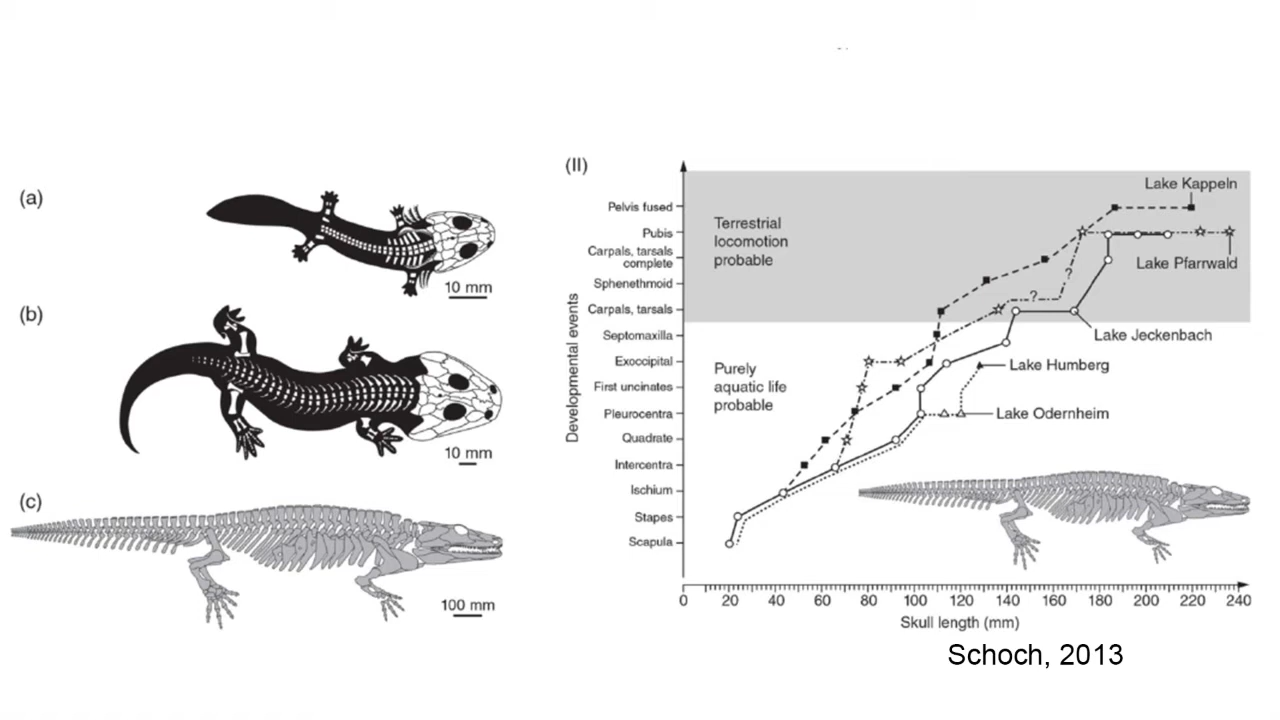 (a)
10 mm
(b)
10 mm
(c)
100 mm
(II)
Developmental events
Pelvis fused
Pubis
Carpals, tarsals
complete
Sphenethmoid
Carpals, tarsals
Septomaxilla
Exoccipital
First uncinates
Pleurocentra
Quadrate
Intercentra
Ischium
Stapes
Scapula
Terrestrial
locomotion
probable
Purely
aquatic life
probable
Lake Kappeln
Lake Pfarrwald
?
?
Lake Jeckenbach
Lake Humberg
Lake Odernheim
0 20 40 60 80 100 120 140 160 180 200 220 240
Skull length (mm)
Schoch, 2013